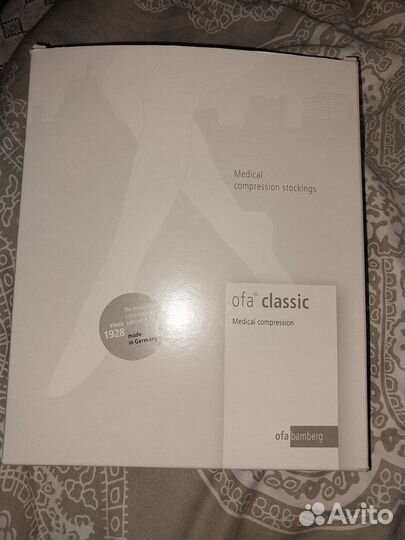 Medical
compression stockings
ofa® classic
Medical compression
since
1928
made
in Germany
ofa bamberg
Avito